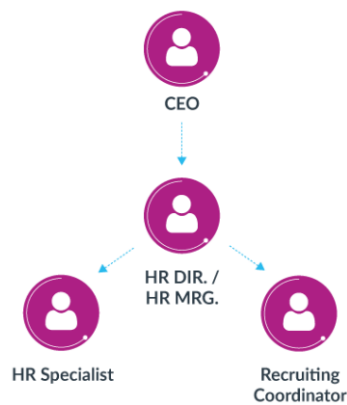 CEO
HR DIR. /
HR MRG.
HR Specialist
Recruiting
Coordinator